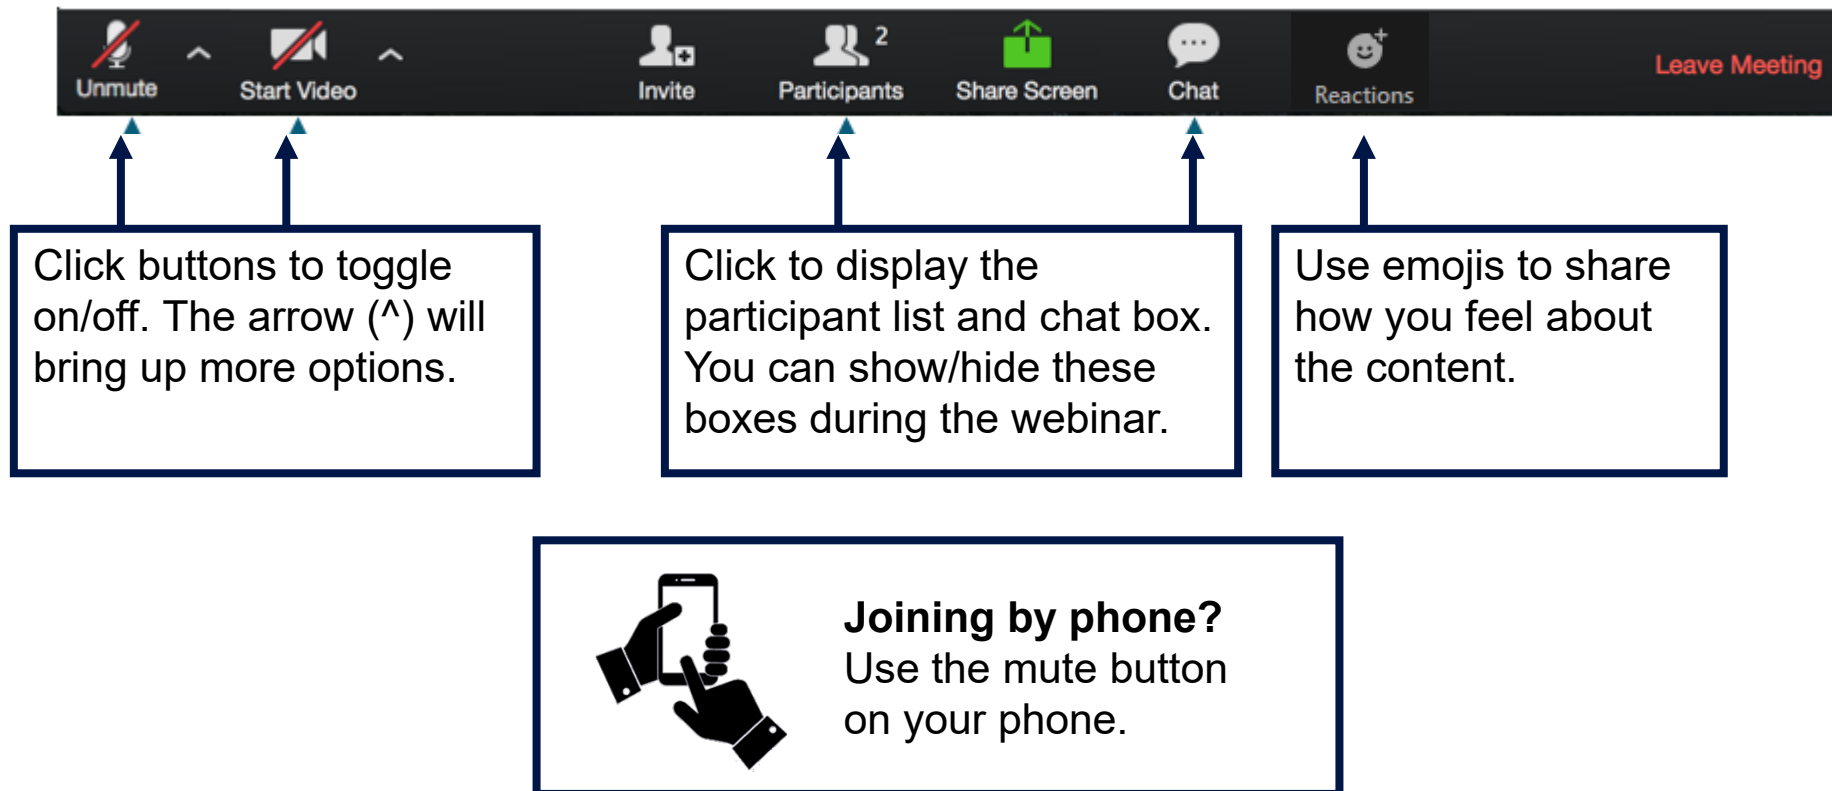 2
Unmute
Start Video
Invite
Participants
Share Screen
Chat
Reactions
Leave Meeting
Click buttons to toggle
on/off. The arrow (^) will
bring up more options.
Click to display the
participant list and chat box.
You can show/hide these
boxes during the webinar.
Use emojis to share
how you feel about
the content.
Joining by phone?
Use the mute button
on your phone.